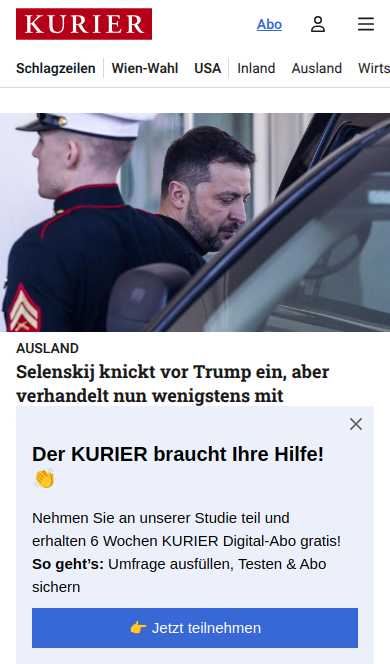 KURIER
Abo
Schlagzeilen Wien-Wahl USA Inland Ausland Wirts
AUSLAND
Selenskij knickt vor Trump ein, aber
verhandelt nun wenigstens mit
Der KURIER braucht Ihre Hilfe!
👏
Nehmen Sie an unserer Studie teil und
erhalten 6 Wochen KURIER Digital-Abo gratis!
So geht's: Umfrage ausfüllen, Testen & Abo
sichern
👉 Jetzt teilnehmen